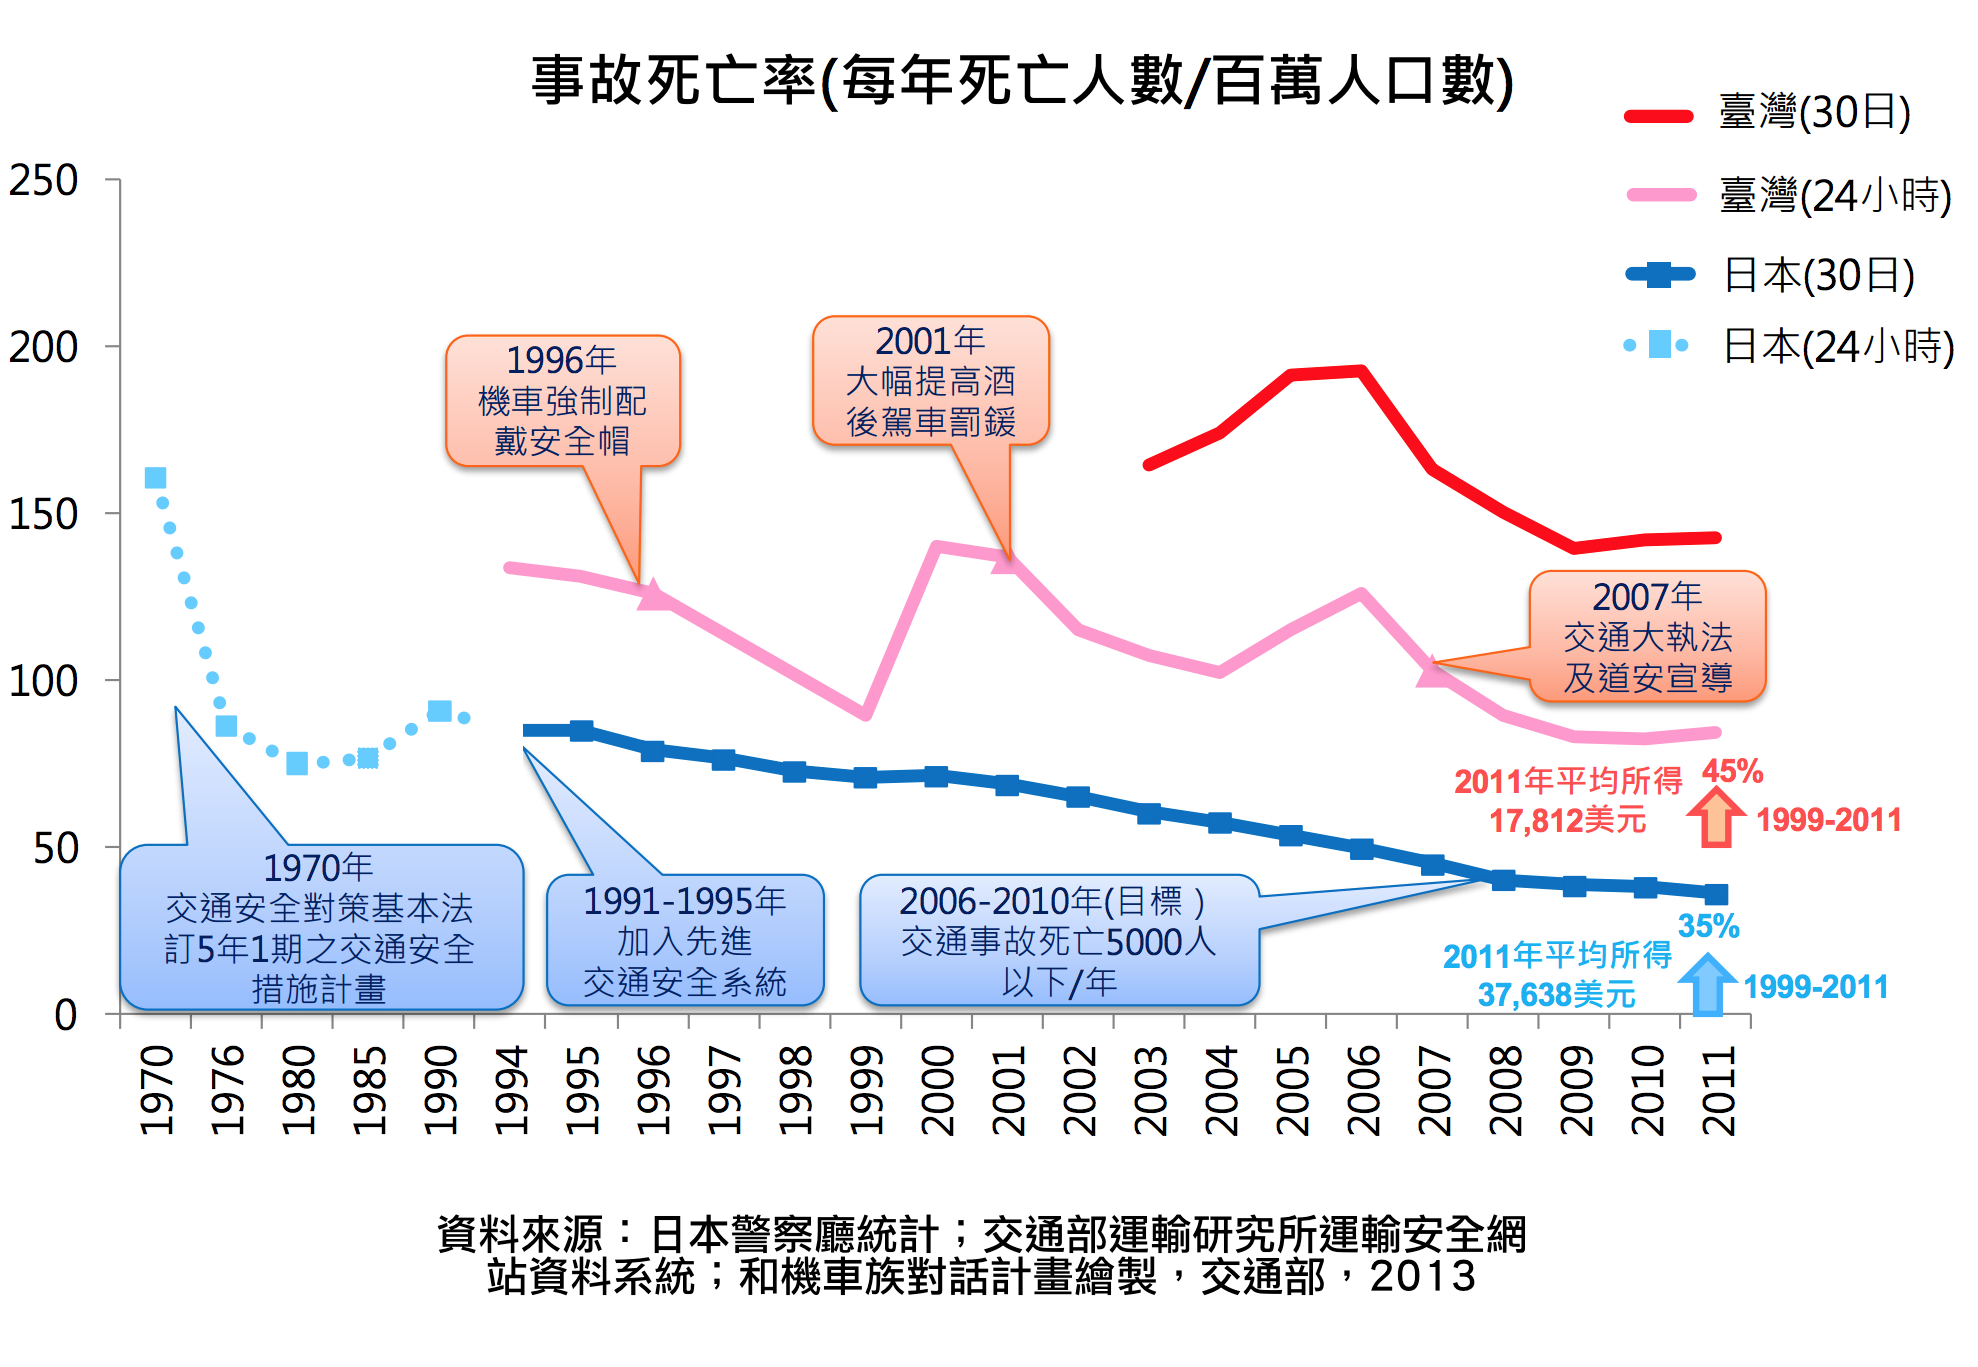 事故死亡率(每年死亡人數/百萬人口數)
臺灣(30日)
臺灣(24小時)
日本(30日)
日本(24小時)
250
200
150
100
50
0
1996年
機車強制配
戴安全帽
2001年
大幅提高酒
後駕車罰鍰
2007年
交通大執法
及道安宣導
2011年平均所得
17,812美元
45%
1999-2011
1970年
交通安全對策基本法
訂5年1期之交通安全
措施計畫
1991-1995年
加入先進
交通安全系統
2006-2010年(目標)
交通事故死亡5000人
以下/年
35%
2011年平均所得
37,638美元
1999-2011
1970
1976
1980
1985
1990
1994
1995
1996
1997
1998
1999
2000
2001
2002
2003
2004
2005
2006
2007
2008
2009
2010
2011
資料來源：日本警察廳統計；交通部運輸研究所運輸安全網
站資料系統；和機車族對話計畫繪製，交通部，2013